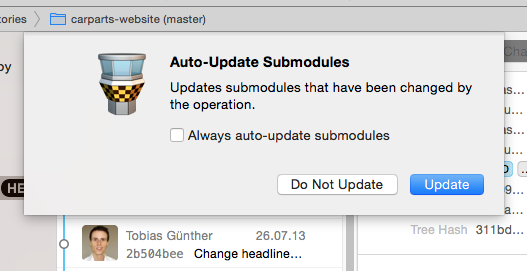 tories carparts-website (master)
Auto-Update Submodules
Updates submodules that have been changed by
the operation.
Always auto-update submodules
Do Not Update Update
Tobias Günther 26.07.13
2b504bee Change headline...
Tree Hash 311bd...